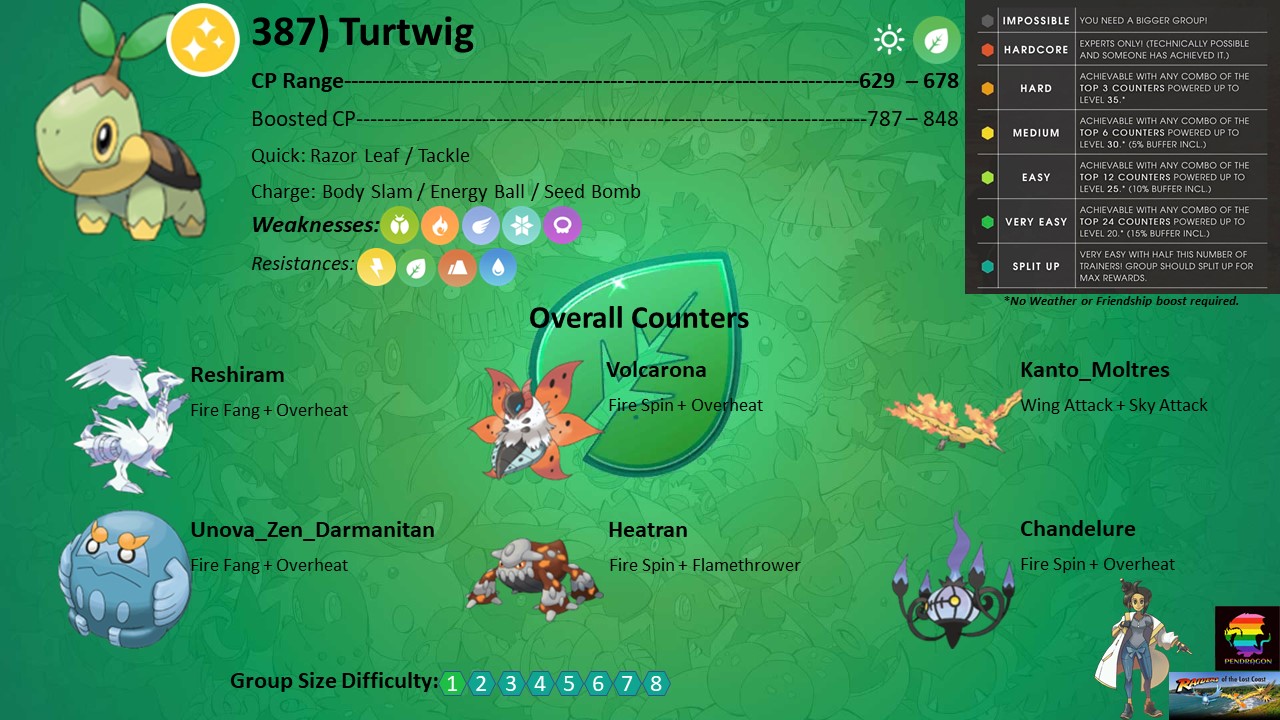 387) Turtwig
CP Range-----------------------------------------------------------------------629 – 678
Boosted CP-----------------------------------------------------------------------787 – 848
Quick: Razor Leaf / Tackle
Charge: Body Slam / Energy Ball / Seed Bomb
Weaknesses:
Resistances:
IMPOSSIBLE YOU NEED A BIGGER GROUP!
HARDCORE EXPERTS ONLY! (TECHNICALLY POSSIBLE
AND SOMEONE HAS ACHIEVED IT.)
HARD ACHIEVABLE WITH ANY COMBO OF THE
TOP 3 COUNTERS POWERED UP TO
LEVEL 35.*
MEDIUM ACHIEVABLE WITH ANY COMBO OF THE
TOP 6 COUNTERS POWERED UP TO
LEVEL 30.* (5% BUFFER INCL.)
EASY ACHIEVABLE WITH ANY COMBO OF THE
TOP 12 COUNTERS POWERED UP TO
LEVEL 25.* (10% BUFFER INCL.)
VERY EASY ACHIEVABLE WITH ANY COMBO OF THE
TOP 24 COUNTERS POWERED UP TO
LEVEL 20.* (15% BUFFER INCL.)
SPLIT UP VERY EASY WITH HALF THIS NUMBER OF
TRAINERS! GROUP SHOULD SPLIT UP FOR
MAX REWARDS.
*No Weather or Friendship boost required.
Overall Counters
Reshiram
Fire Fang + Overheat
Volcarona
Fire Spin + Overheat
Kanto_Moltres
Wing Attack + Sky Attack
Unova_Zen_Darmanitan
Fire Fang + Overheat
Heatran
Fire Spin + Flamethrower
Chandelure
Fire Spin + Overheat
Group Size Difficulty: 1 2 3 4 5 6 7 8
PENDRAGON
RAIDERS of the Lost Coast